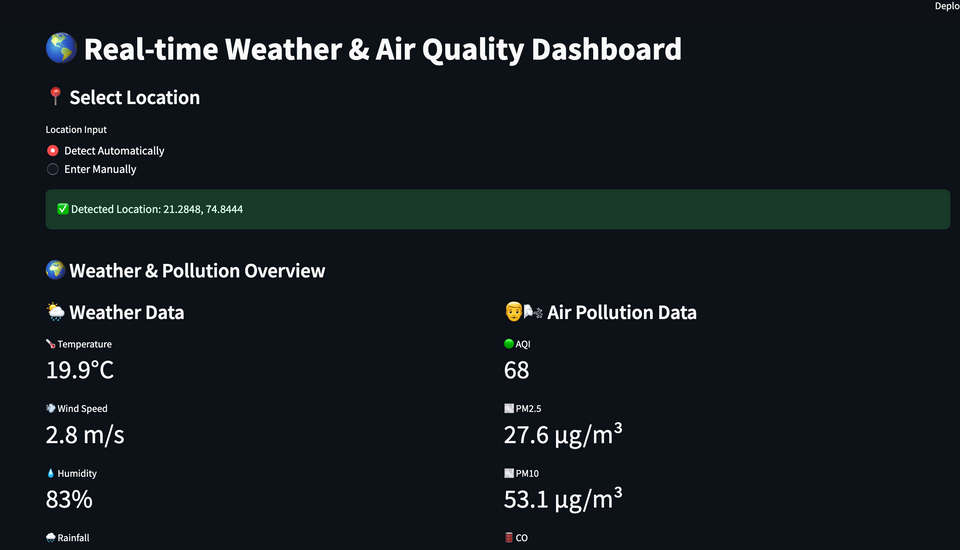 Deplo
Real-time Weather & Air Quality Dashboard
Select Location
Location Input
Detect Automatically
Enter Manually
Detected Location: 21.2848, 74.8444
Weather & Pollution Overview
Weather Data
Temperature
19.9°C
Wind Speed
2.8 m/s
Humidity
83%
Rainfall
Air Pollution Data
AQI
68
PM2.5
27.6 µg/m³
PM10
53.1 µg/m³
CO